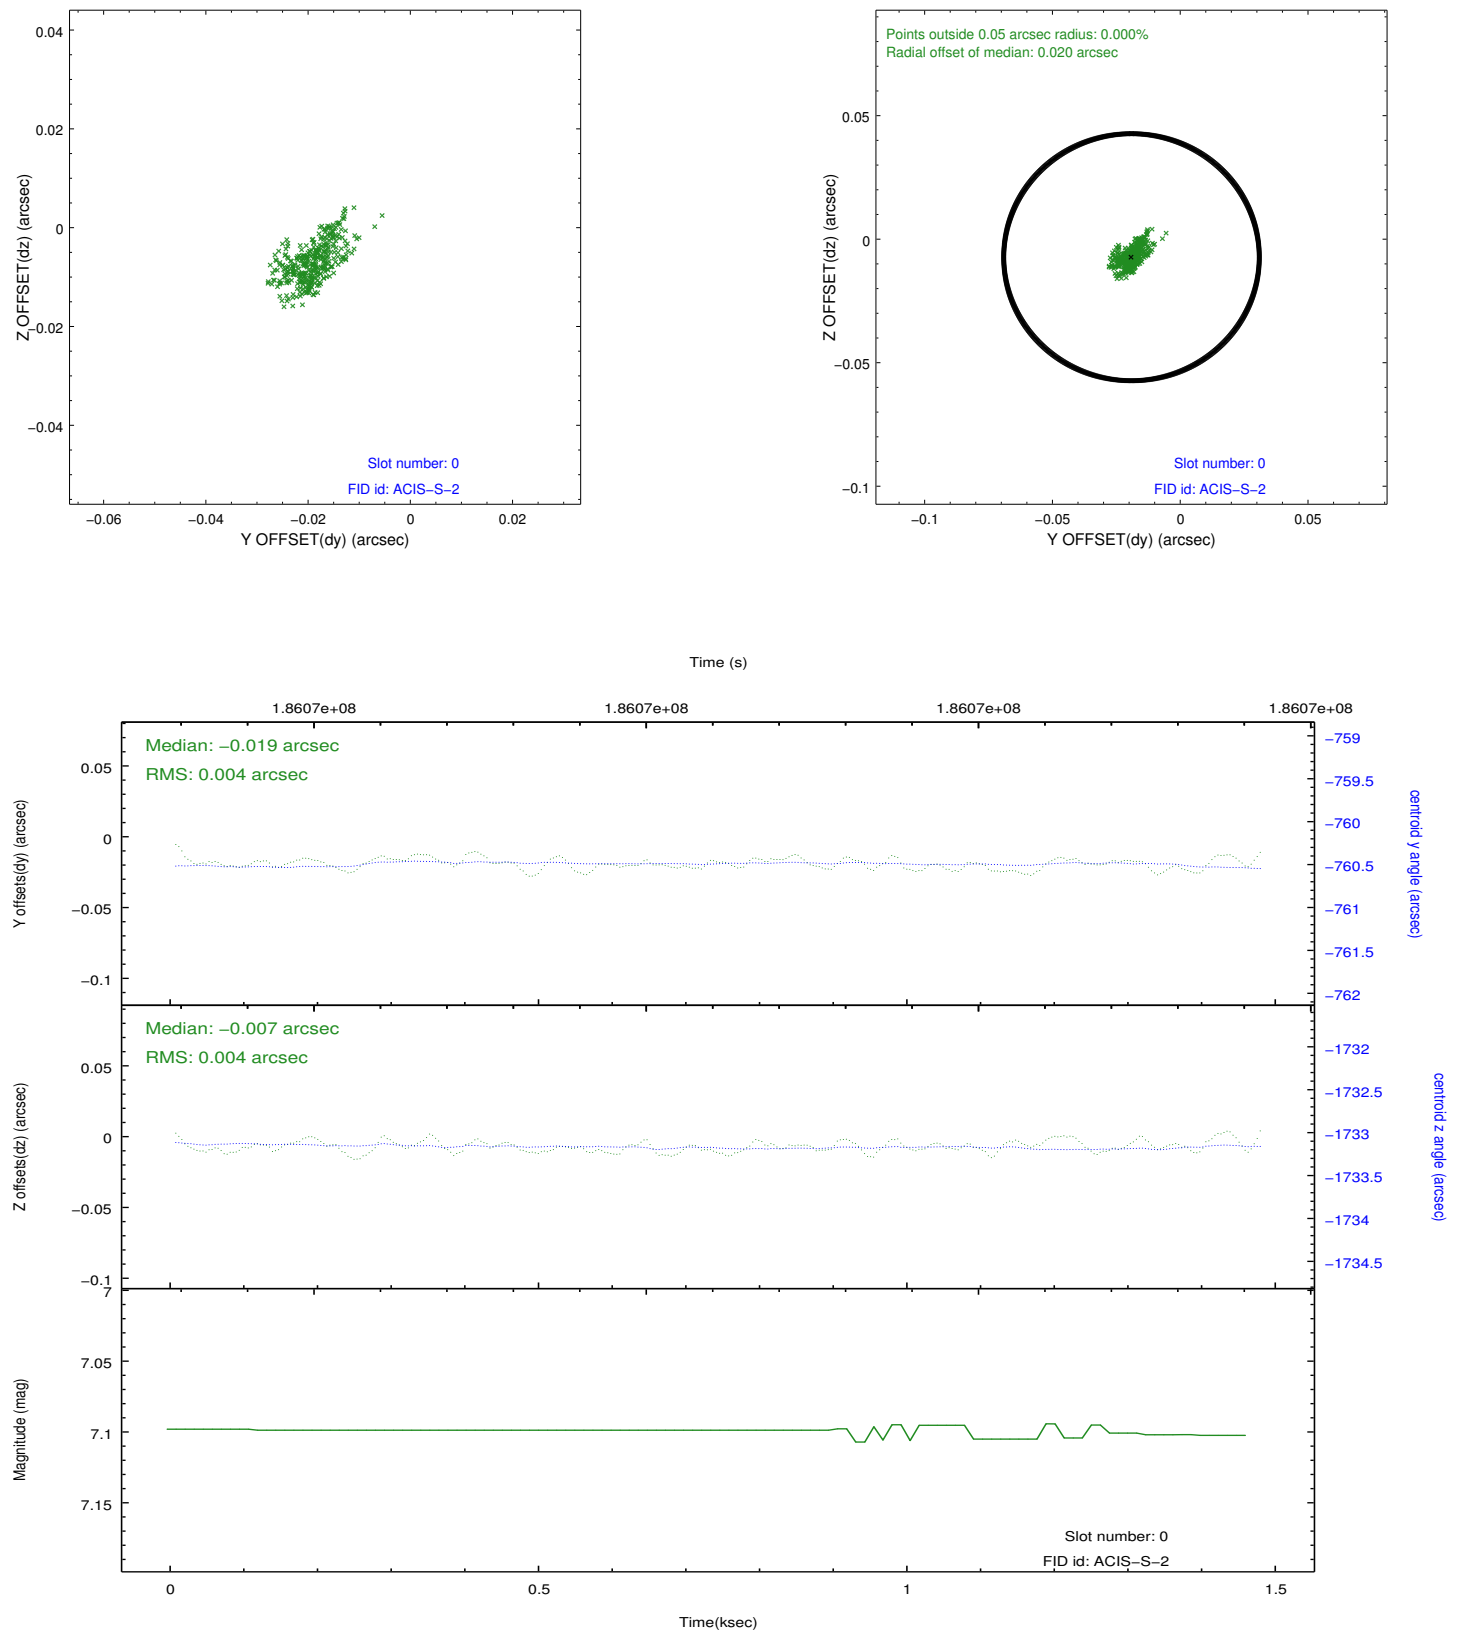 0.04
0.02
0
−0.02
−0.04
Z OFFSET(dz) (arcsec)
Slot number: 0
FID id: ACIS−S−2
−0.06
−0.04
−0.02
0
0.02
Y OFFSET(dy) (arcsec)
Points outside 0.05 arcsec radius: 0.000%
Radial offset of median: 0.020 arcsec
0.05
0
−0.05
−0.1
Z OFFSET(dz) (arcsec)
Slot number: 0
FID id: ACIS−S−2
−0.1
−0.05
0
0.05
Y OFFSET(dy) (arcsec)
Time (s)
1.8607e+08
1.8607e+08
1.8607e+08
1.8607e+08
Median: −0.019 arcsec
RMS: 0.004 arcsec
0.05
0
−0.05
−0.1
Y offsets(dy) (arcsec)
−759
−759.5
−760
−760.5
−761
−761.5
−762
centroid y angle (arcsec)
Median: −0.007 arcsec
RMS: 0.004 arcsec
0.05
0
−0.05
−0.1
Z offsets(dz) (arcsec)
−1732
−1732.5
−1733
−1733.5
−1734
−1734.5
centroid z angle (arcsec)
7
7.05
7.1
7.15
Magnitude (mag)
Slot number: 0
FID id: ACIS−S−2
0
0.5
1
1.5
Time(ksec)